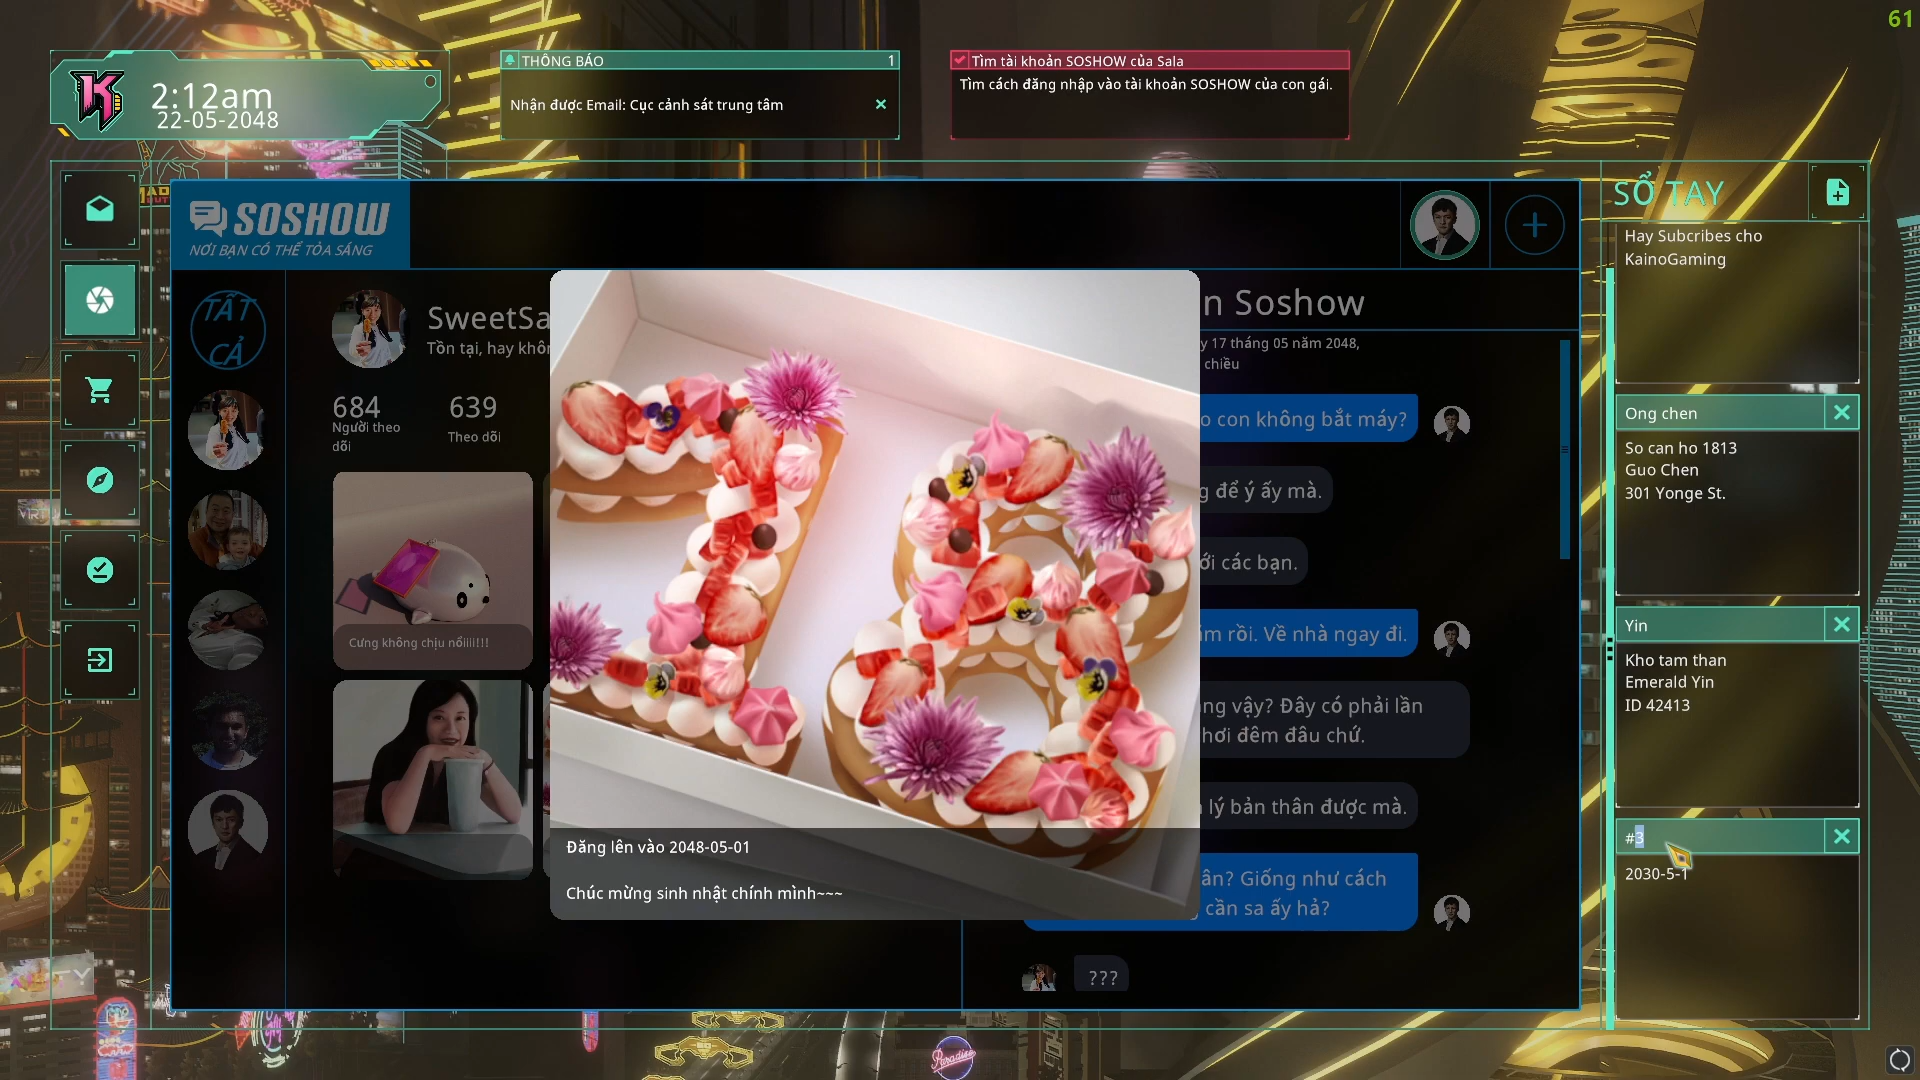 61
2:12am
22-05-2048
THÔNG BÁO
1
Nhận được Email: Cục cảnh sát trung tâm
Tìm tài khoản SOSHOW của Sala
Tìm cách đăng nhập vào tài khoản SOSHOW của con gái.
SOSHOW
NƠI BẠN CÓ THỂ TỎA SÁNG
TẤT
CẢ
SweetSa
Tồn tại, hay khôn
684
Người theo
dõi
639
Theo dõi
Cưng không chịu nổiiiii!!!
Đăng lên vào 2048-05-01
Chúc mừng sinh nhật chính mình~~~
n Soshow
y 17 tháng 05 năm 2048,
chiều
o con không bắt máy?
g để ý ấy mà.
ới các bạn.
m rồi. Về nhà ngay đi.
ng vậy? Đây có phải lần
hơi đêm đâu chứ.
lý bản thân được mà.
ân? Giống như cách
cần sa ấy hả?
???
SỔ TAY
Hay Subcribes cho
KainoGaming
Ong chen
So can ho 1813
Guo Chen
301 Yonge St.
Yin
Kho tam than
Emerald Yin
ID 42413
#3
2030-5-1
Paradise